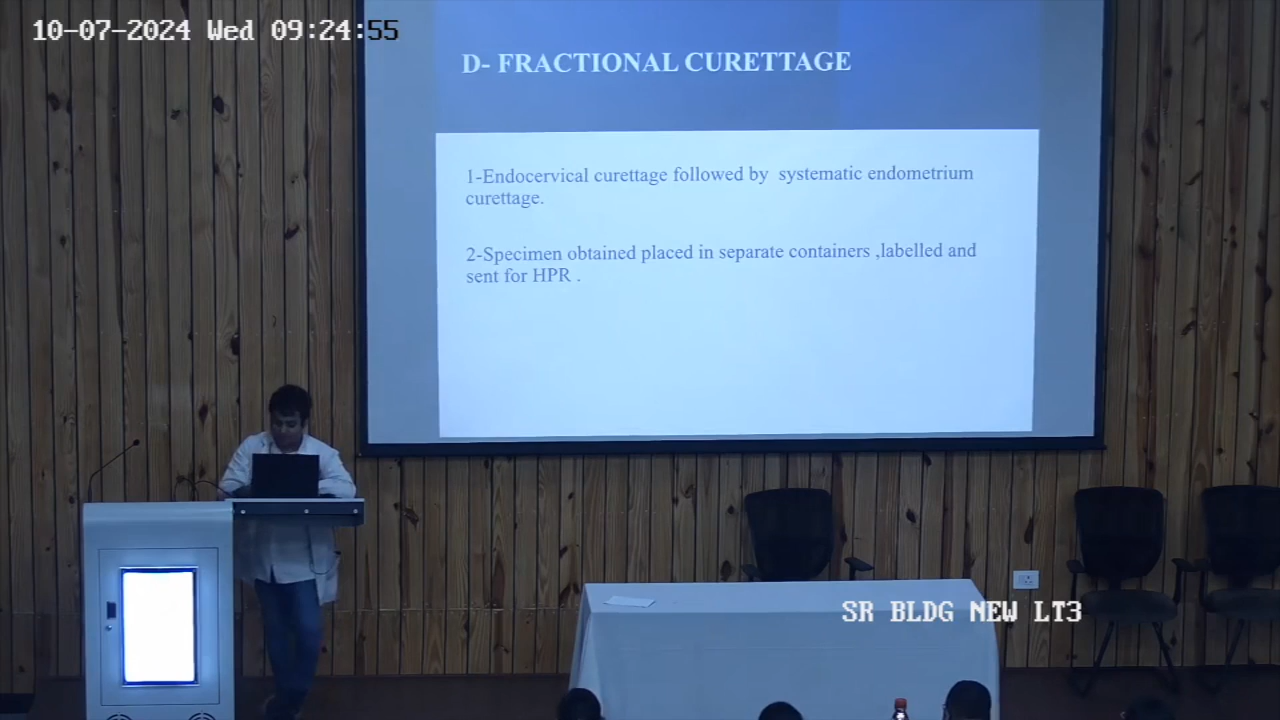 10-07-2024 Wed 09:24:55
D- FRACTIONAL CURETTAGE
1-Endocervical curettage followed by systematic endometrium
curettage.
2-Specimen obtained placed in separate containers ,labelled and
sent for HPR .
SR BLDG NEW LT3